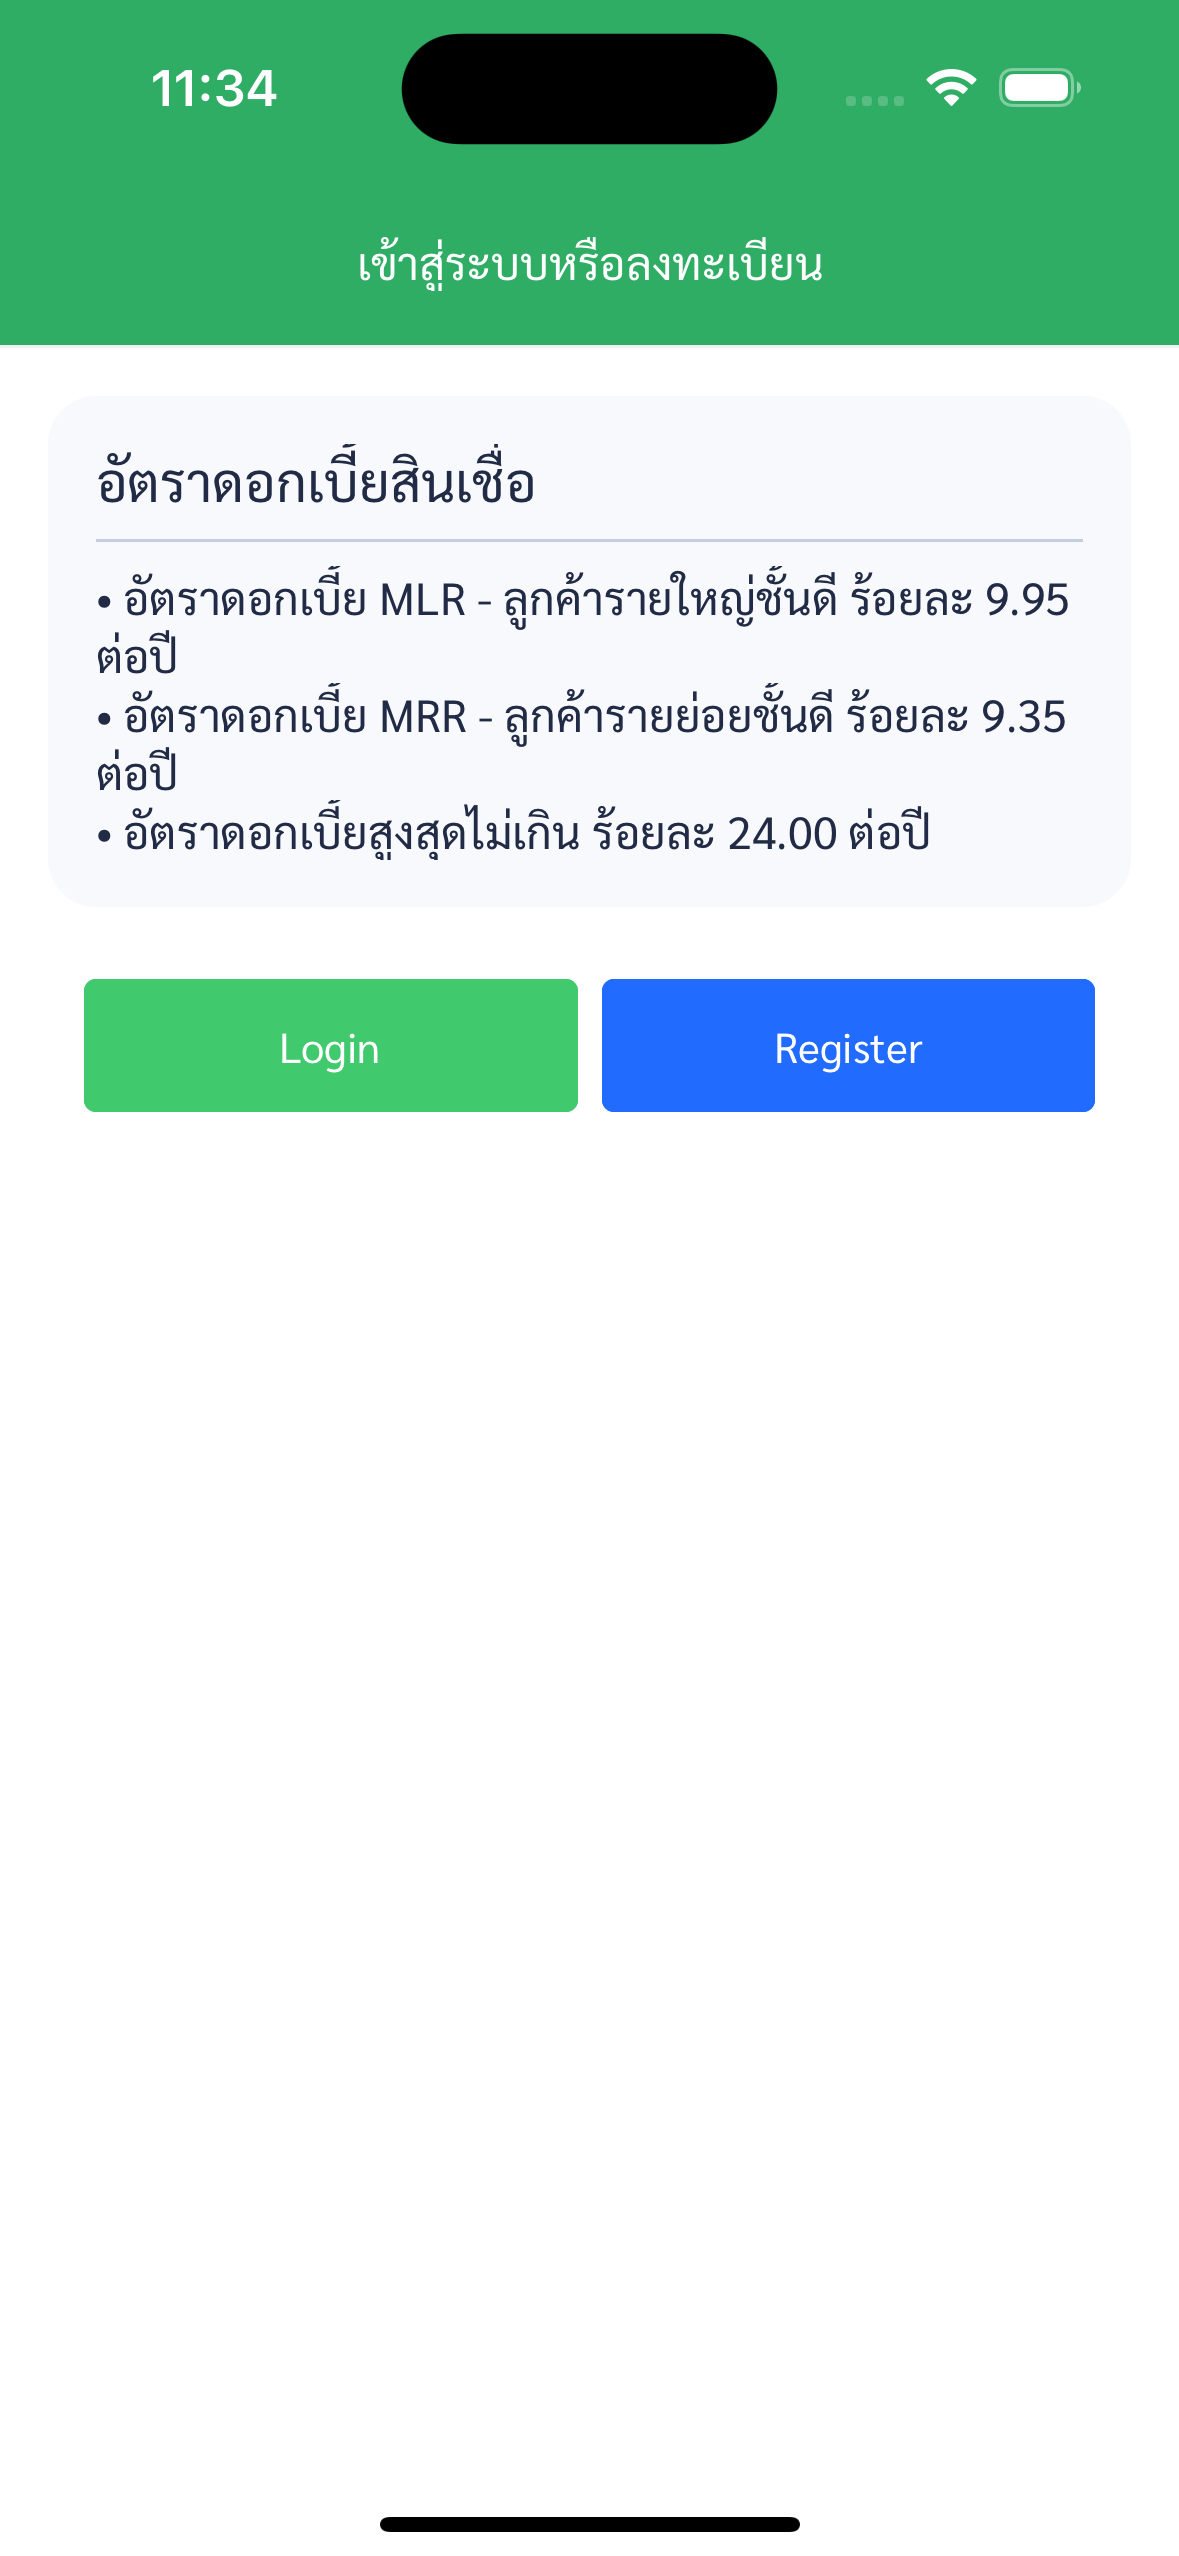 11:34
เข้าสู่ระบบหรือลงทะเบียน
อัตราดอกเบี้ยสินเชื่อ
• อัตราดอกเบี้ย MLR - ลูกค้ารายใหญ่ชั้นดี ร้อยละ 9.95
ต่อปี
• อัตราดอกเบี้ย MRR - ลูกค้ารายย่อยชั้นดี ร้อยละ 9.35
ต่อปี
• อัตราดอกเบี้ยสูงสุดไม่เกิน ร้อยละ 24.00 ต่อปี
Login
Register